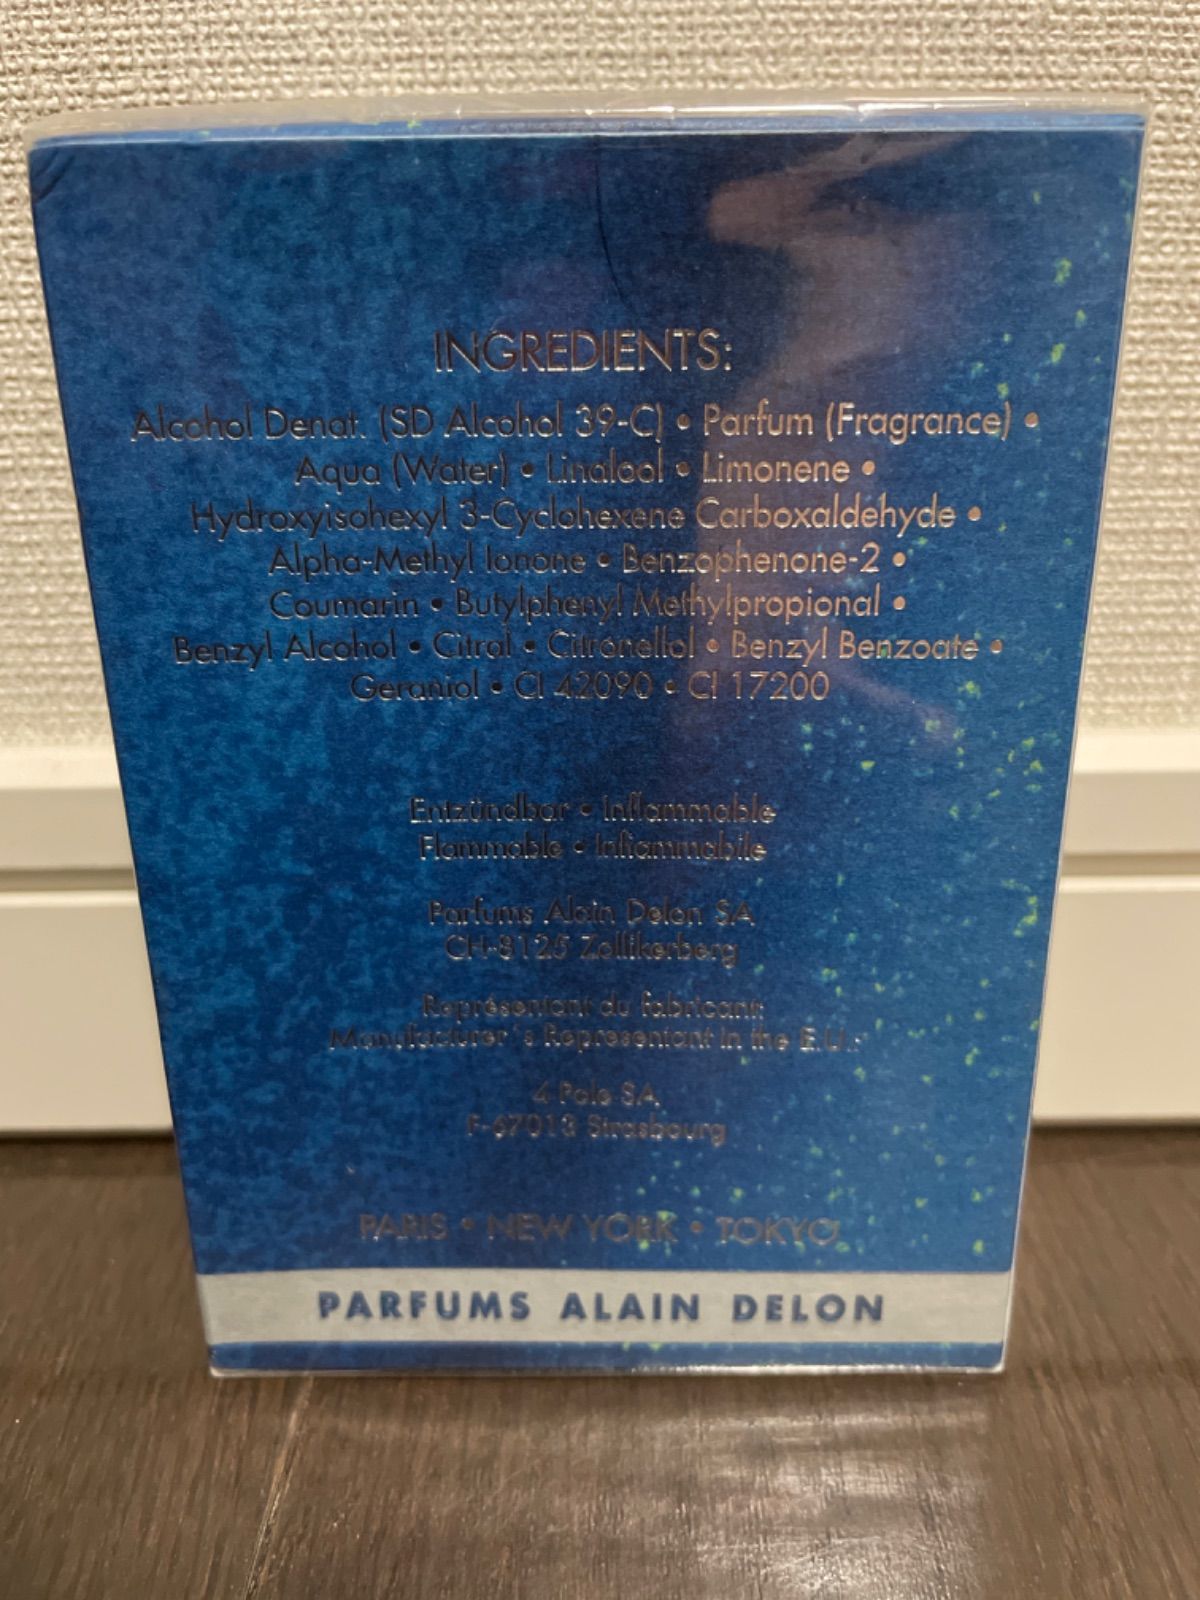 INGREDIENTS:
Alcohol Denat. (SD Alcohol 39-C) • Parfum (Fragrance) •
Aqua (Water) • Linalool • Limonene •
Hydroxyisohexyl 3-Cyclohexene Carboxaldehyde •
Alpha-Methyl Ionone • Benzophenone-2 •
Coumarin • Butylphenyl Methylpropional •
Benzyl Alcohol • Citral • Citronellol • Benzyl Benzoate •
Geraniol • CI 42090 • CI 17200
Entzündbar • Inflammable
Flammable • Infiammabile
Parfums Alain Delon SA
CH-8125 Zollikerberg
Représentant du fabricant:
Manufacturer´s Representant in the E.U.:
4 Pole SA
F-67013 Strasbourg
PARIS • NEW YORK • TOKYO
PARFUMS ALAIN DELON